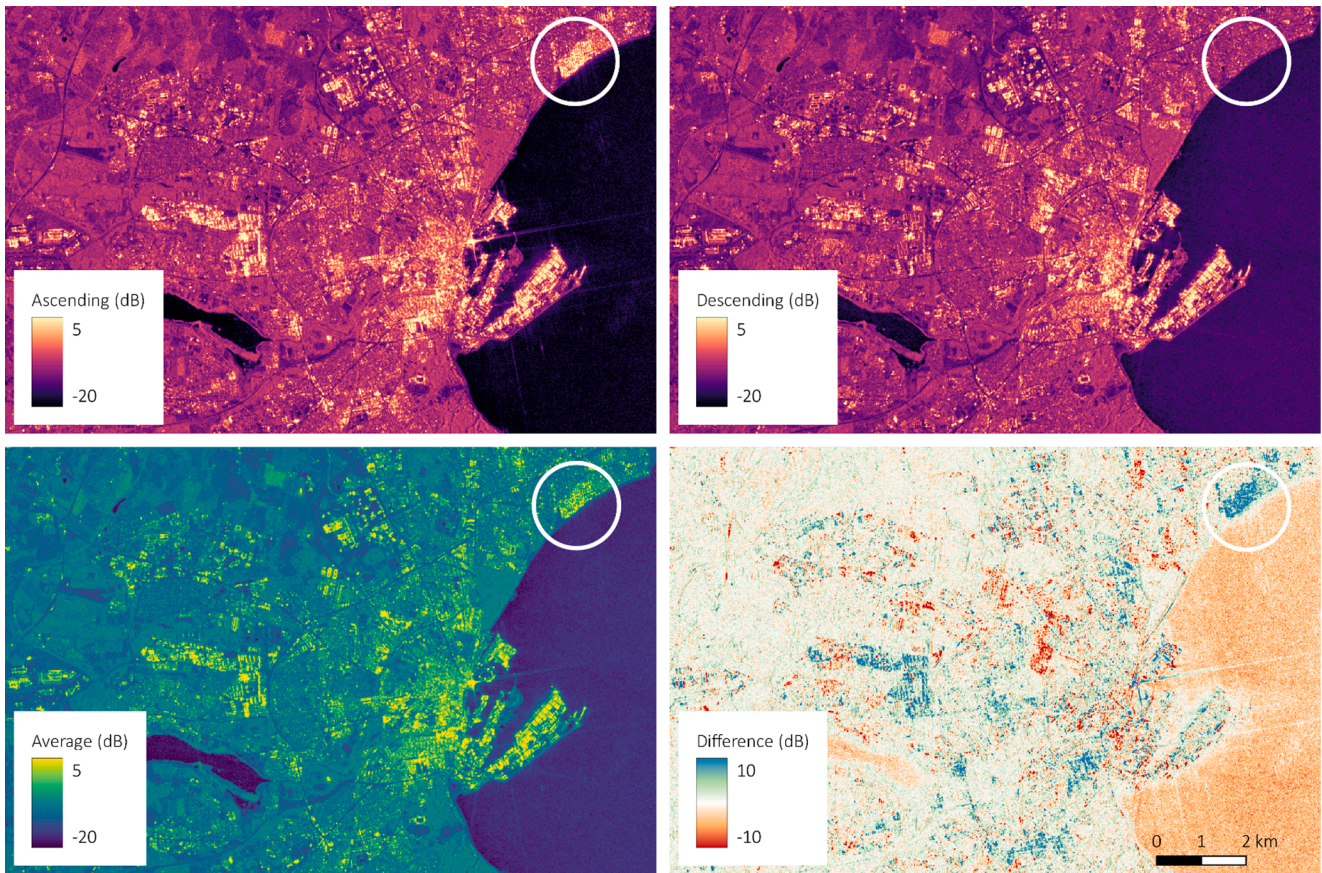 Ascending (dB)
5
-20
Descending (dB)
5
-20
Average (dB)
5
-20
Difference (dB)
10
-10
0 1 2 km